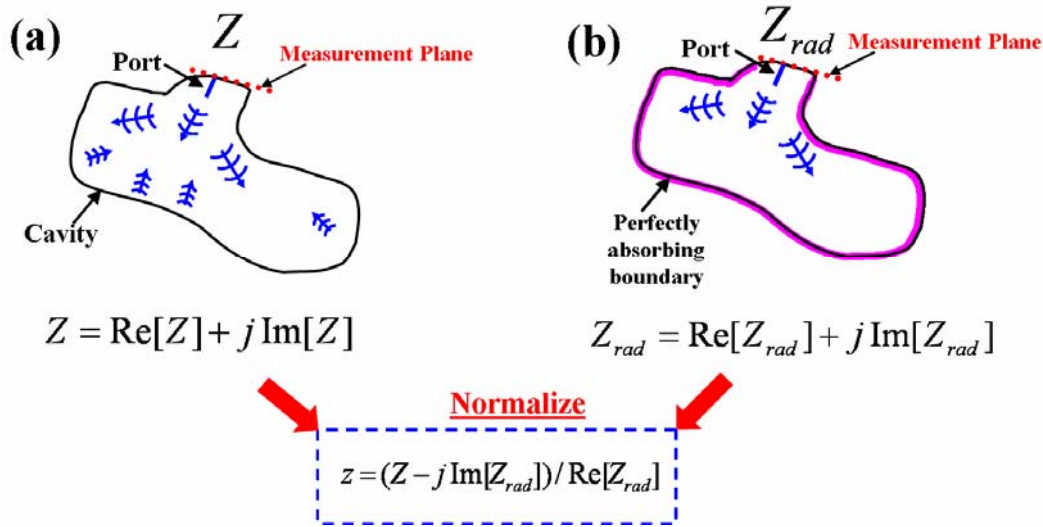 (a)
Z
Port
Measurement Plane
Cavity
Z = Re[Z] + j Im[Z]
(b)
Z_rad
Port
Measurement Plane
Perfectly
absorbing
boundary
Z_rad = Re[Z_rad] + j Im[Z_rad]
Normalize
z = (Z − j Im[Z_rad]) / Re[Z_rad]